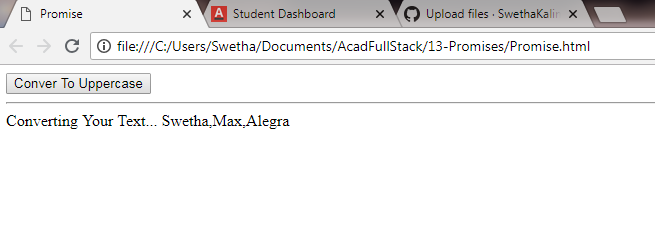 Promise
Student Dashboard
Upload files · SwethaKalin
file:///C:/Users/Swetha/Documents/AcadFullStack/13-Promises/Promise.html
Conver To Uppercase
Converting Your Text... Swetha,Max,Alegra